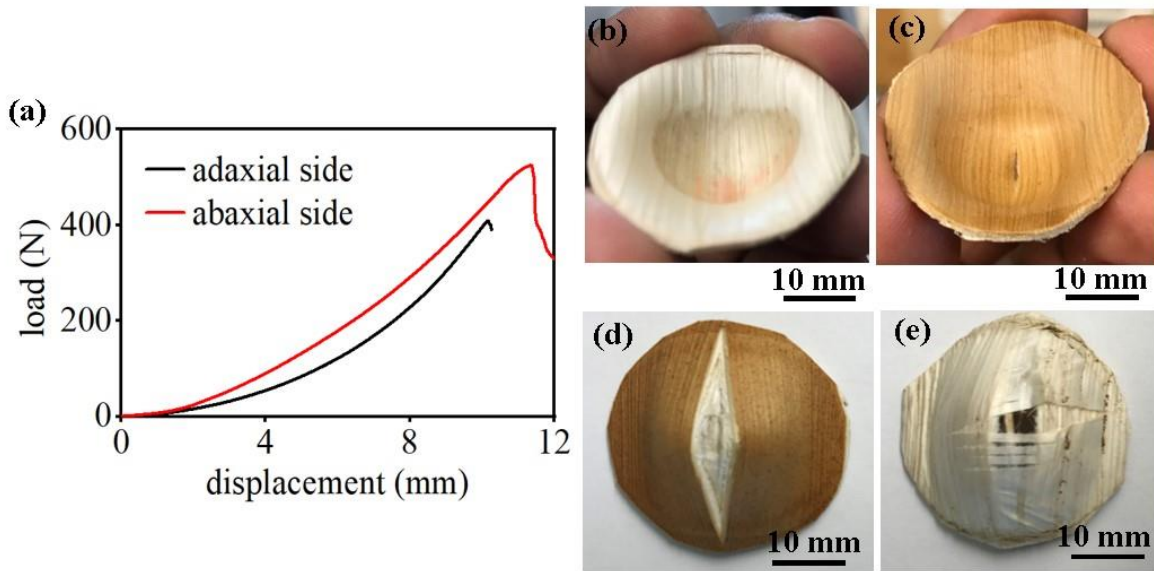 (a)
600
400
200
0
load (N)
adaxial side
abaxial side
0
4
8
12
displacement (mm)
(b)
10 mm
(c)
10 mm
(d)
10 mm
(e)
10 mm